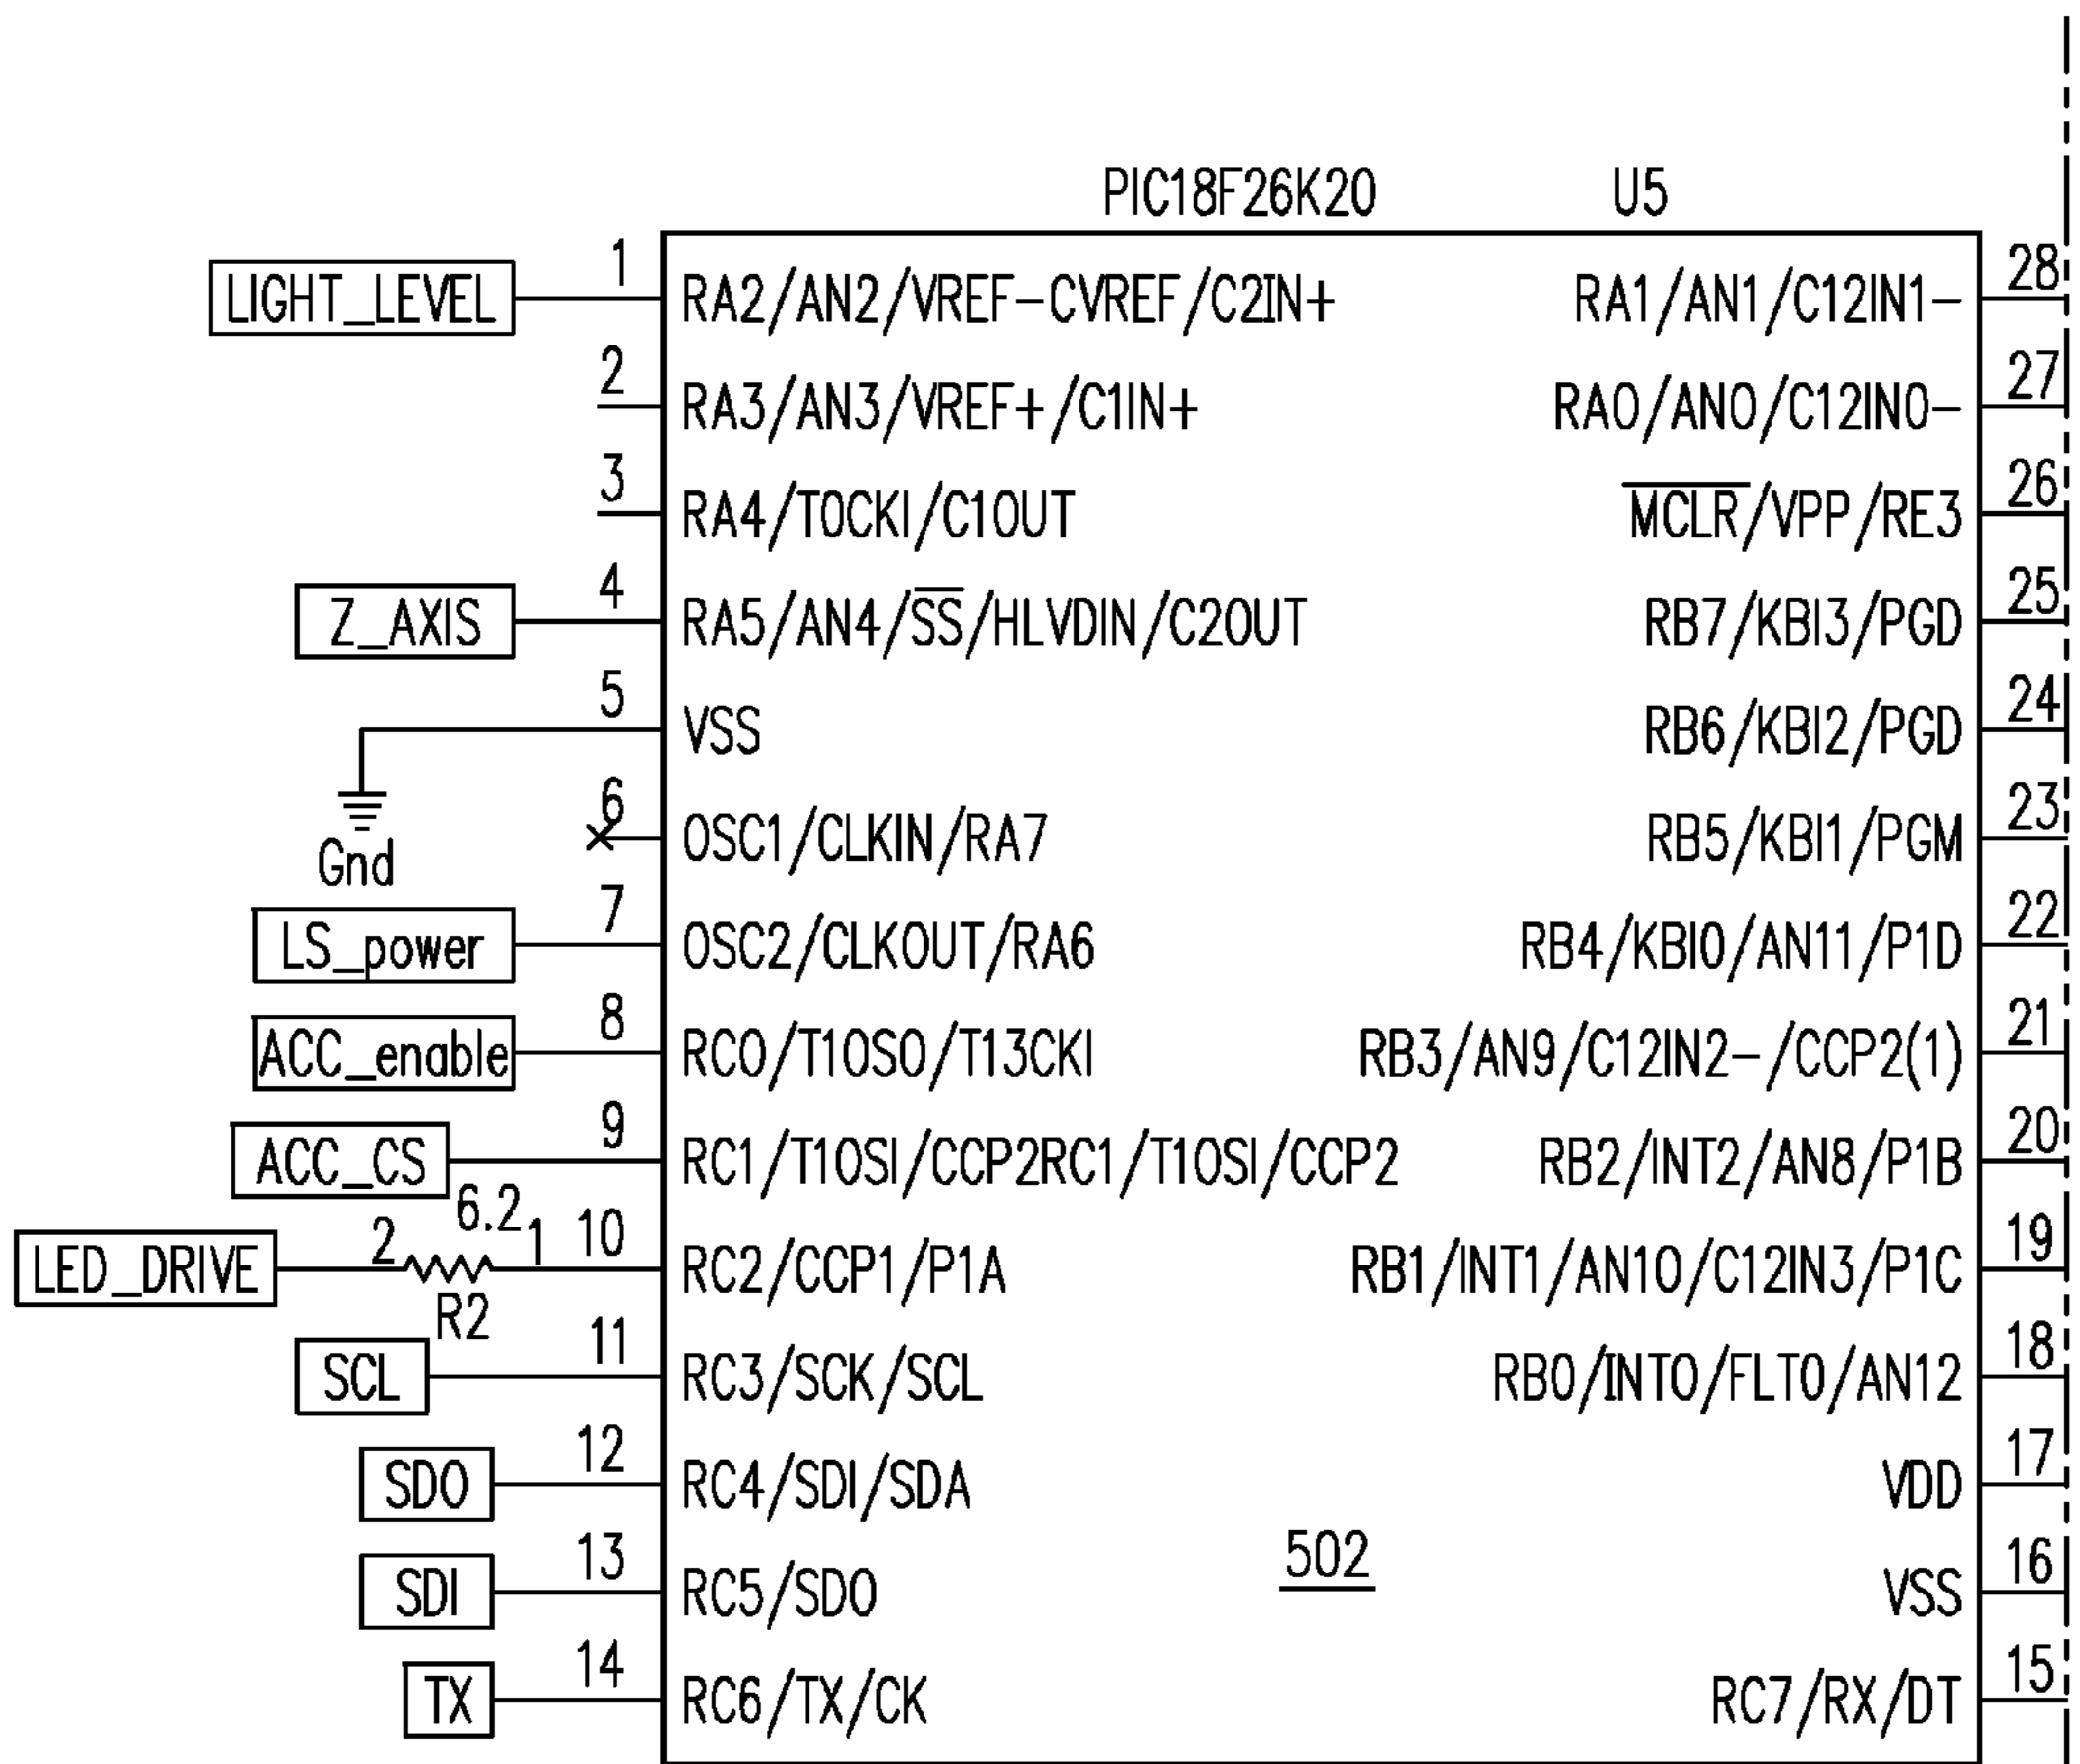 PIC18F26K20 U5
LIGHT_LEVEL 1 RA2/AN2/VREF-CVREF/C2IN+ RA1/AN1/C12IN1- 28
2 RA3/AN3/VREF+/C1IN+ RA0/AN0/C12IN0- 27
3 RA4/T0CKI/C1OUT MCLR/VPP/RE3 26
Z_AXIS 4 RA5/AN4/SS/HLVDIN/C2OUT RB7/KBI3/PGD 25
5 VSS RB6/KBI2/PGD 24
Gnd
6 OSC1/CLKIN/RA7 RB5/KBI1/PGM 23
LS_power 7 OSC2/CLKOUT/RA6 RB4/KBI0/AN11/P1D 22
ACC_enable 8 RC0/T1OSO/T13CKI RB3/AN9/C12IN2-/CCP2(1) 21
ACC_CS 9 RC1/T1OSI/CCP2RC1/T1OSI/CCP2 RB2/INT2/AN8/P1B 20
LED_DRIVE 2 6.2 1 10 RC2/CCP1/P1A RB1/INT1/AN10/C12IN3/P1C 19
R2
SCL 11 RC3/SCK/SCL RB0/INT0/FLT0/AN12 18
SDO 12 RC4/SDI/SDA VDD 17
SDI 13 RC5/SDO 502 VSS 16
TX 14 RC6/TX/CK RC7/RX/DT 15